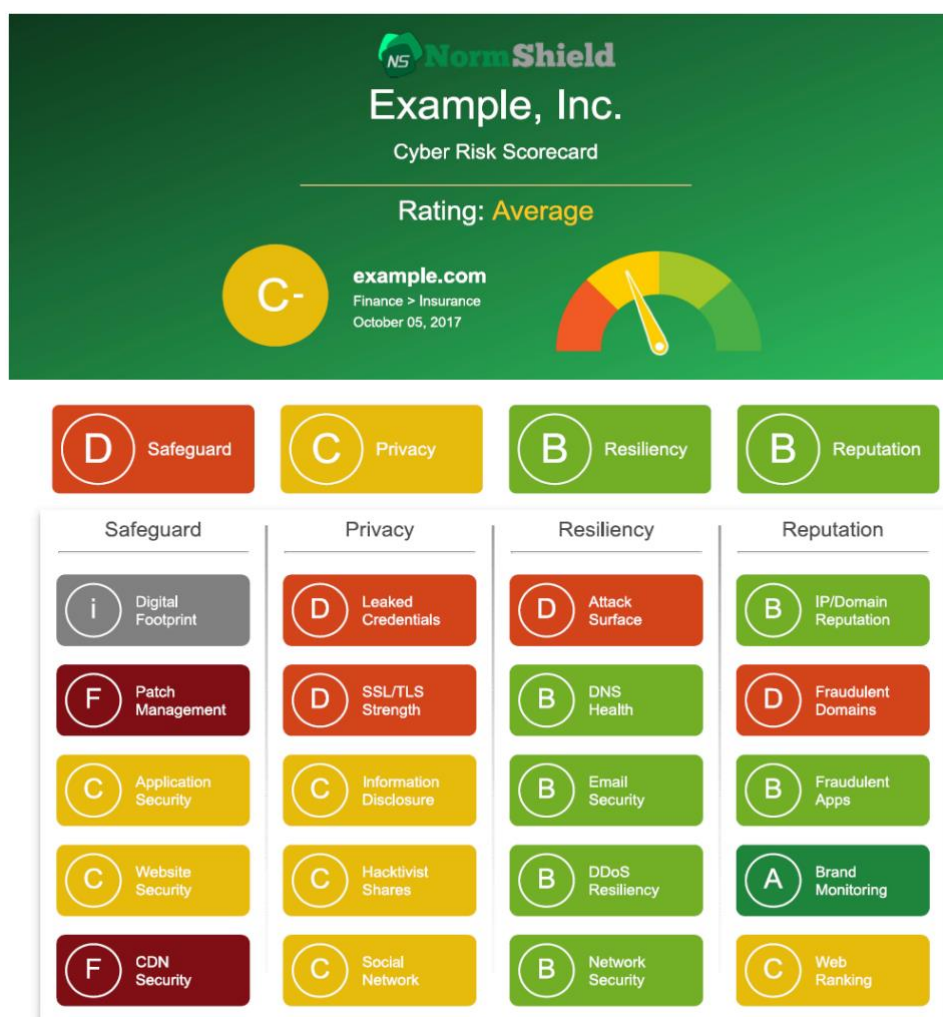 NS NormShield
Example, Inc.
Cyber Risk Scorecard
Rating: Average
C-
example.com
Finance > Insurance
October 05, 2017
D Safeguard
C Privacy
B Resiliency
B Reputation
Safeguard
Privacy
Resiliency
Reputation
i Digital
Footprint
D Leaked
Credentials
D Attack
Surface
B IP/Domain
Reputation
F Patch
Management
D SSL/TLS
Strength
B DNS
Health
D Fraudulent
Domains
C Application
Security
C Information
Disclosure
B Email
Security
B Fraudulent
Apps
C Website
Security
C Hacktivist
Shares
B DDoS
Resiliency
A Brand
Monitoring
F CDN
Security
C Social
Network
B Network
Security
C Web
Ranking